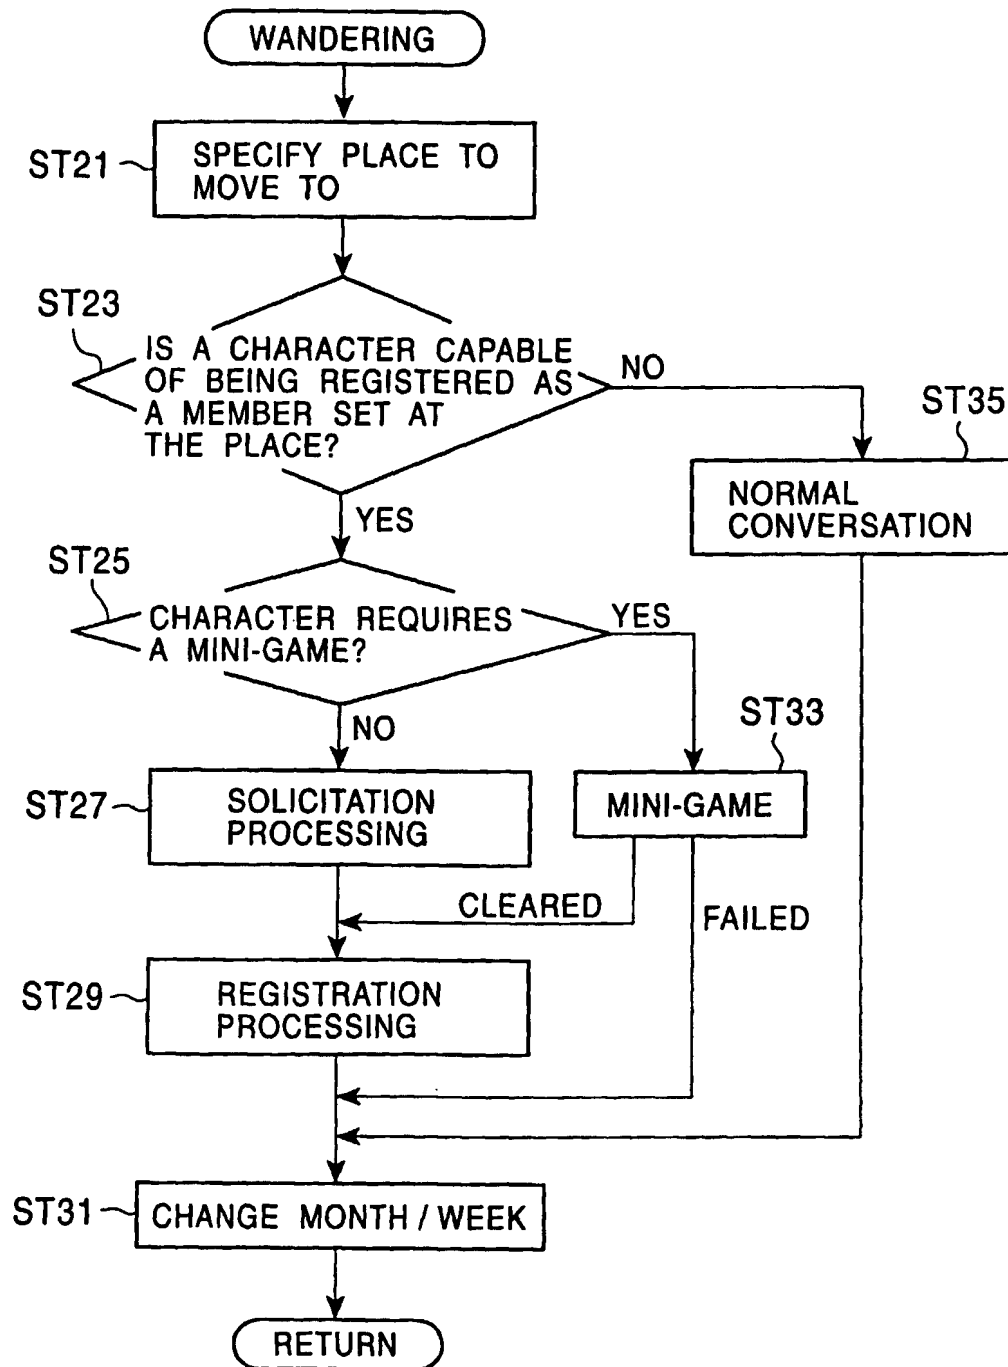 WANDERING
ST21
SPECIFY PLACE TO
MOVE TO
ST23
IS A CHARACTER CAPABLE
OF BEING REGISTERED AS
A MEMBER SET AT
THE PLACE?
NO
ST35
NORMAL
CONVERSATION
YES
ST25
CHARACTER REQUIRES
A MINI-GAME?
YES
NO
ST33
MINI-GAME
ST27
SOLICITATION
PROCESSING
CLEARED
FAILED
ST29
REGISTRATION
PROCESSING
ST31
CHANGE MONTH / WEEK
RETURN